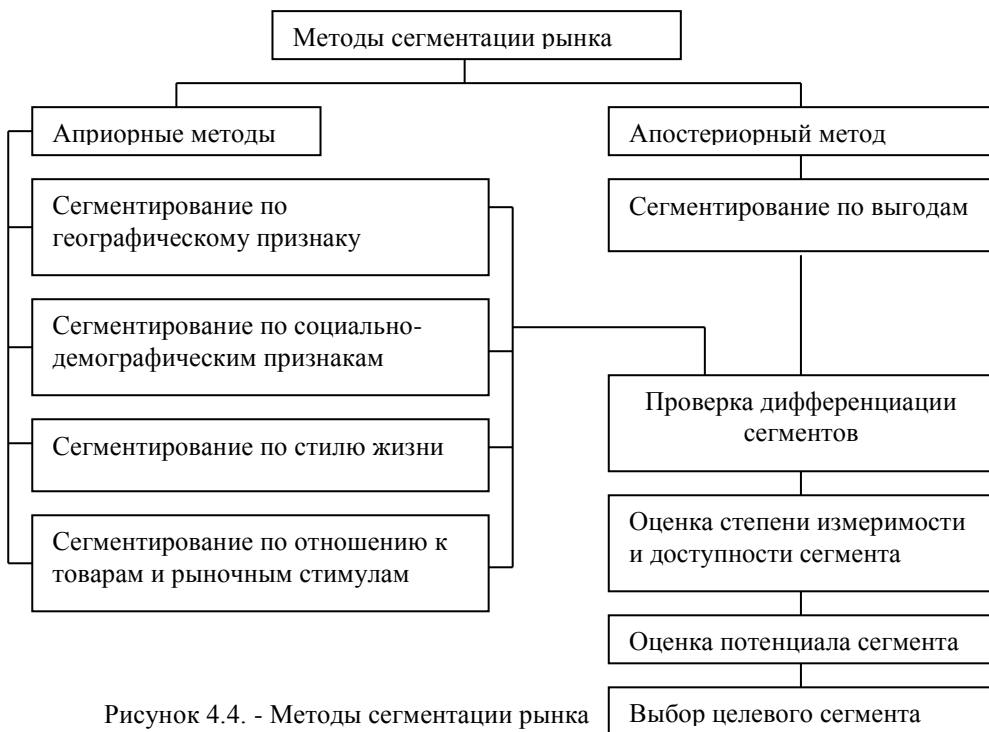 Методы сегментации рынка
Априорные методы
Сегментирование по
географическому признаку
Сегментирование по социально-
демографическим признакам
Сегментирование по стилю жизни
Сегментирование по отношению к
товарам и рыночным стимулам
Апостериорный метод
Сегментирование по выгодам
Проверка дифференциации
сегментов
Оценка степени измеримости
и доступности сегмента
Оценка потенциала сегмента
Выбор целевого сегмента
Рисунок 4.4. - Методы сегментации рынка